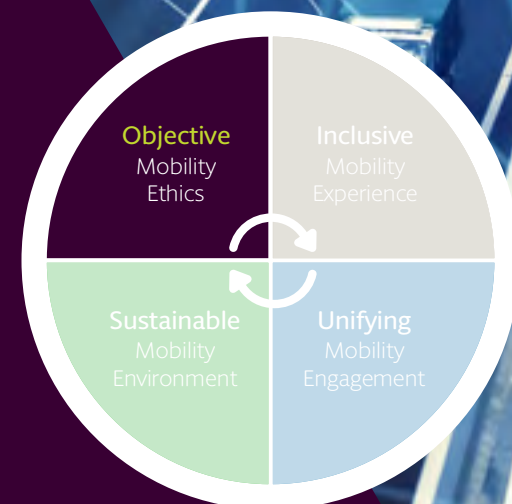 Objective
Mobility
Ethics
Inclusive
Mobility
Experience
Sustainable
Mobility
Environment
Unifying
Mobility
Engagement